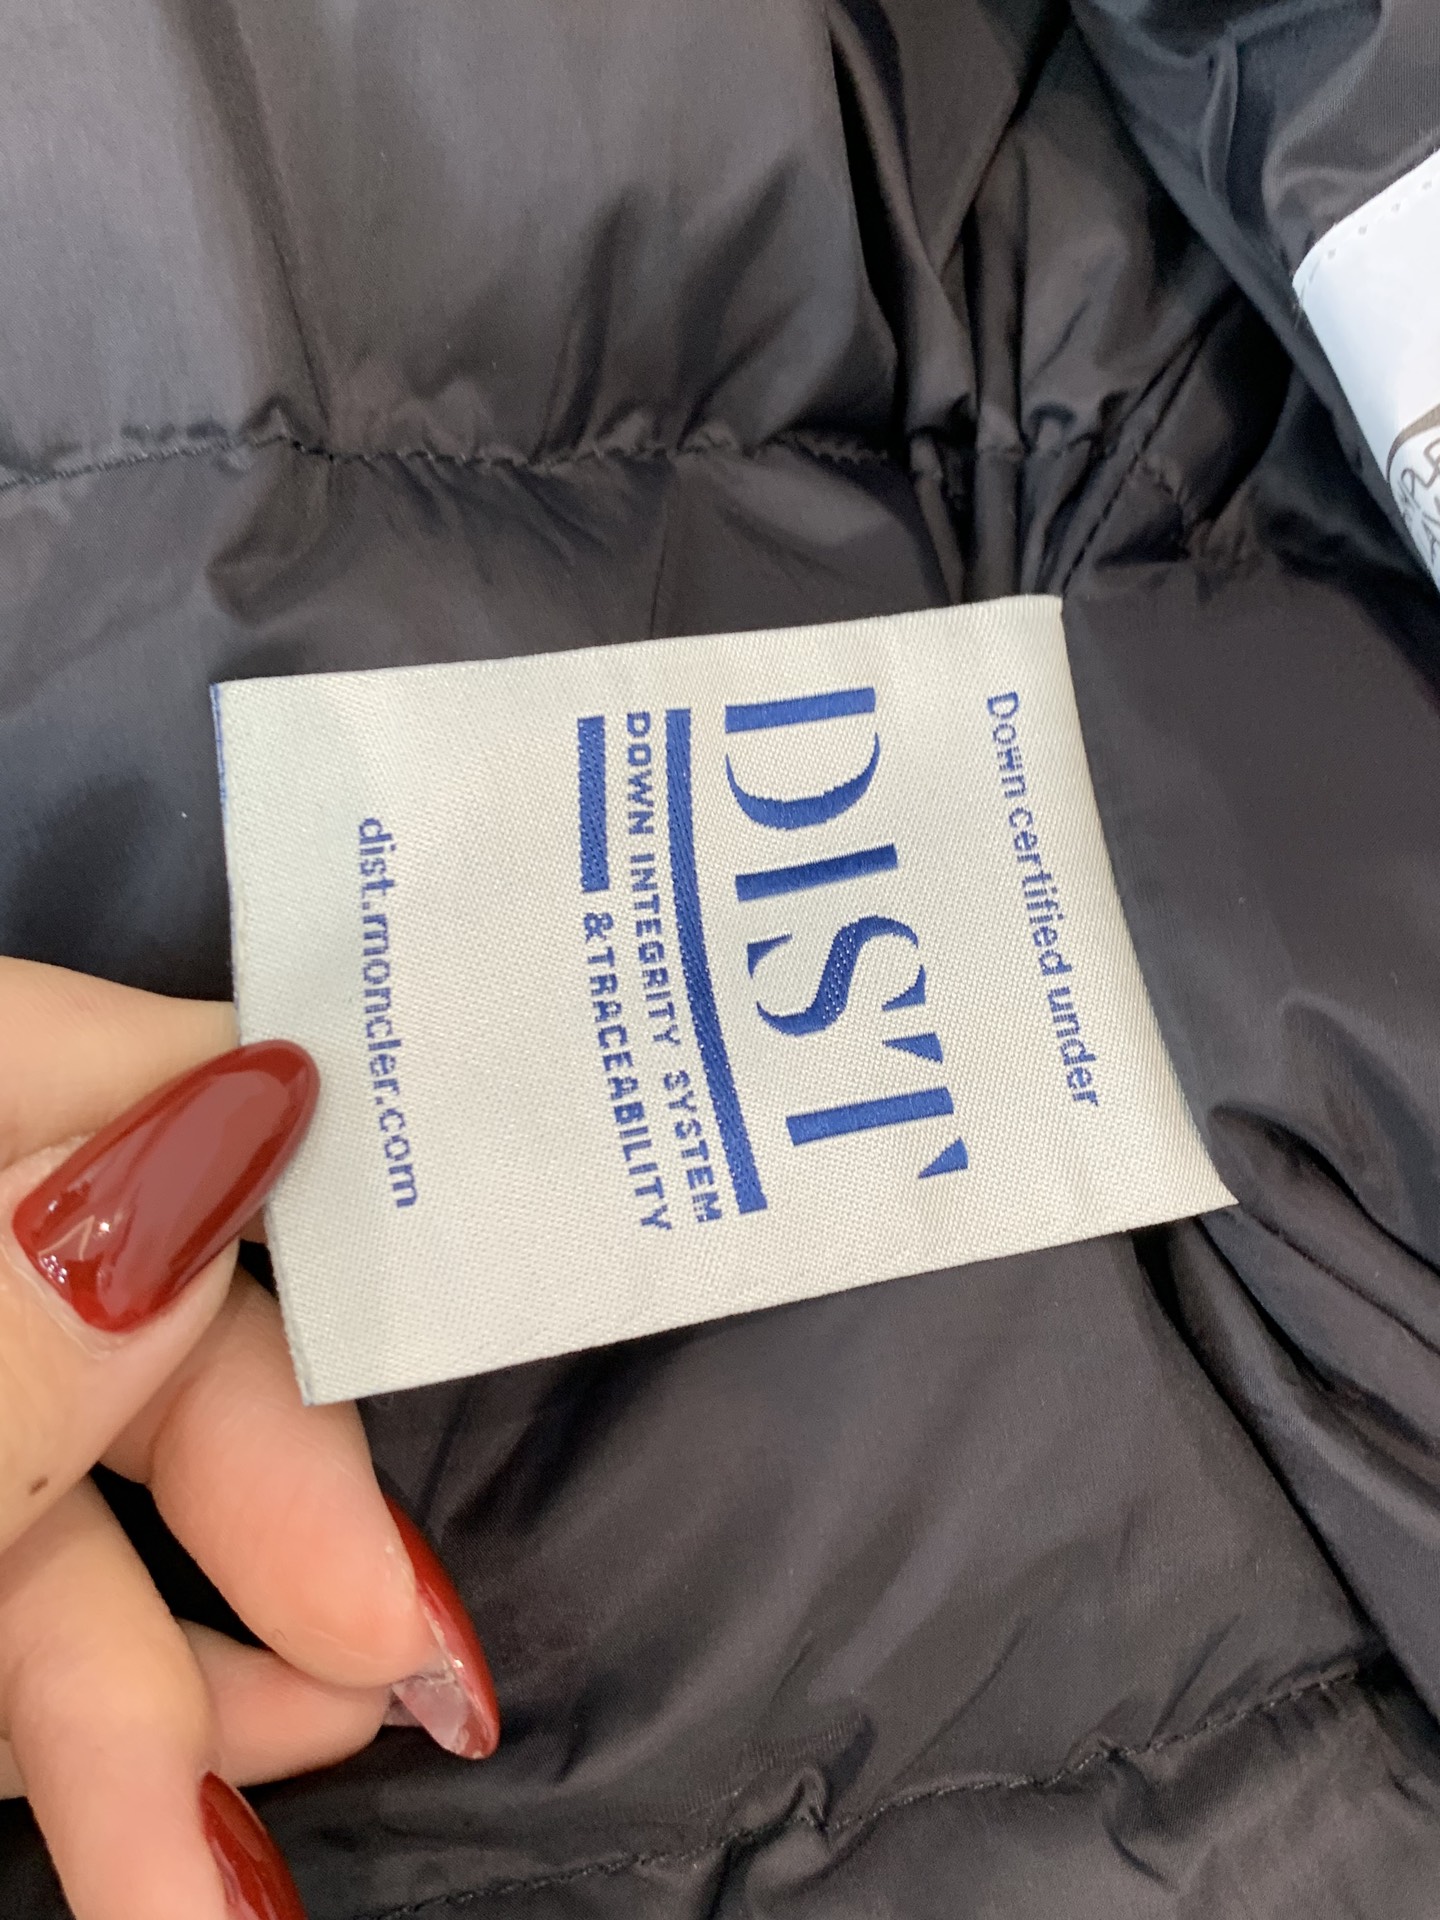 Down certified under
DIST
DOWN INTEGRITY SYSTEM
& TRACEABILITY
dist.moncler.com